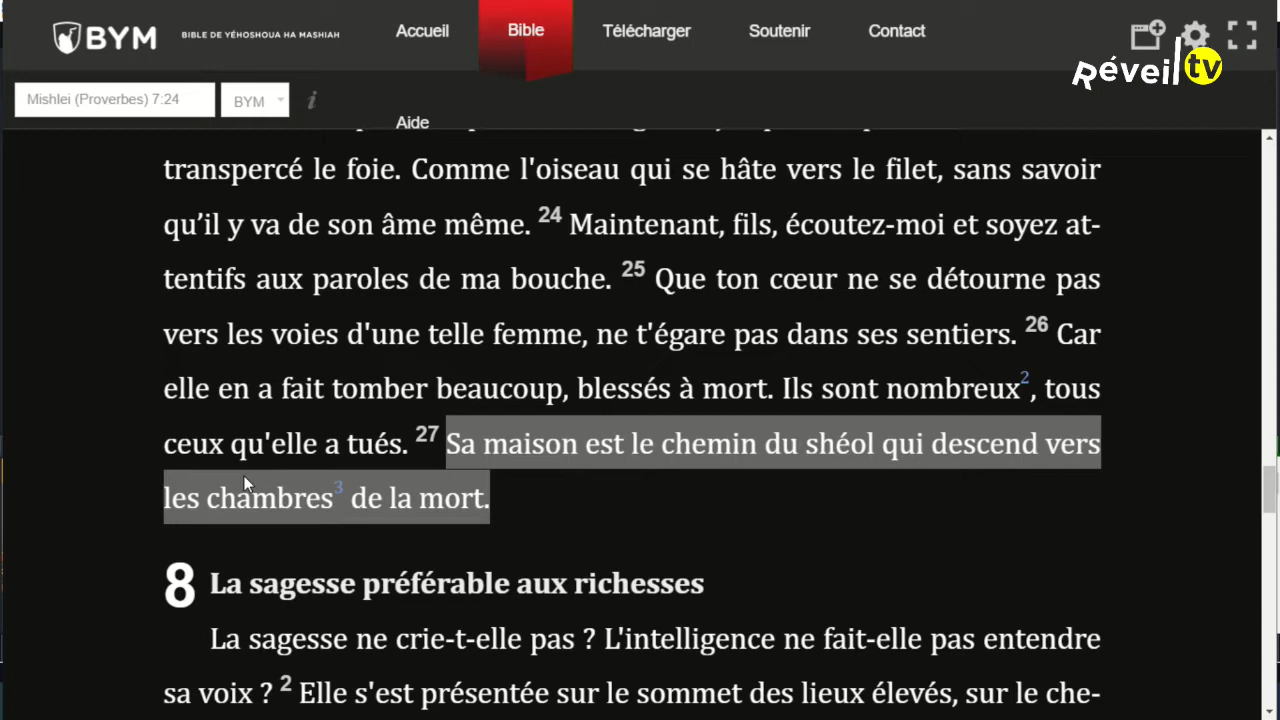 BYM BIBLE DE YÉHOSHOUA HA MASHIAH Accueil Bible Télécharger Soutenir Contact
Réveil tv
Mishlei (Proverbes) 7:24 BYM i
Aide
transpercé le foie. Comme l'oiseau qui se hâte vers le filet, sans savoir
qu’il y va de son âme même. 24 Maintenant, fils, écoutez-moi et soyez at-
tentifs aux paroles de ma bouche. 25 Que ton cœur ne se détourne pas
vers les voies d'une telle femme, ne t'égare pas dans ses sentiers. 26 Car
elle en a fait tomber beaucoup, blessés à mort. Ils sont nombreux2, tous
ceux qu'elle a tués. 27 Sa maison est le chemin du shéol qui descend vers
les chambres3 de la mort.
8 La sagesse préférable aux richesses
La sagesse ne crie-t-elle pas ? L'intelligence ne fait-elle pas entendre
sa voix ? 2 Elle s'est présentée sur le sommet des lieux élevés, sur le che-